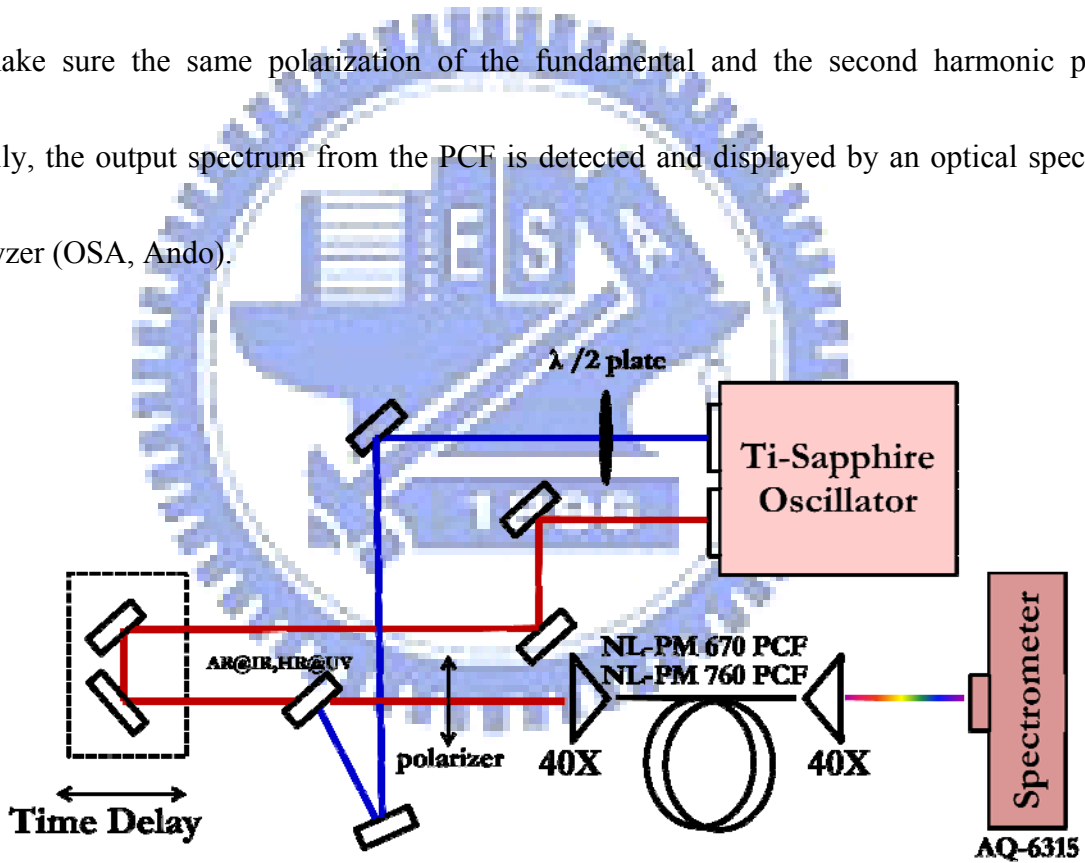 ake sure the same polarization of the fundamental and the second harmonic p
ly, the output spectrum from the PCF is detected and displayed by an optical spec
yzer (OSA, Ando).
ESA
λ /2 plate
Ti-Sapphire
Oscillator
1896
NL-PM 670 PCF
NL-PM 760 PCF
AR@IR,HR@UV
polarizer
40X
40X
Time Delay
Spectrometer
AQ-6315